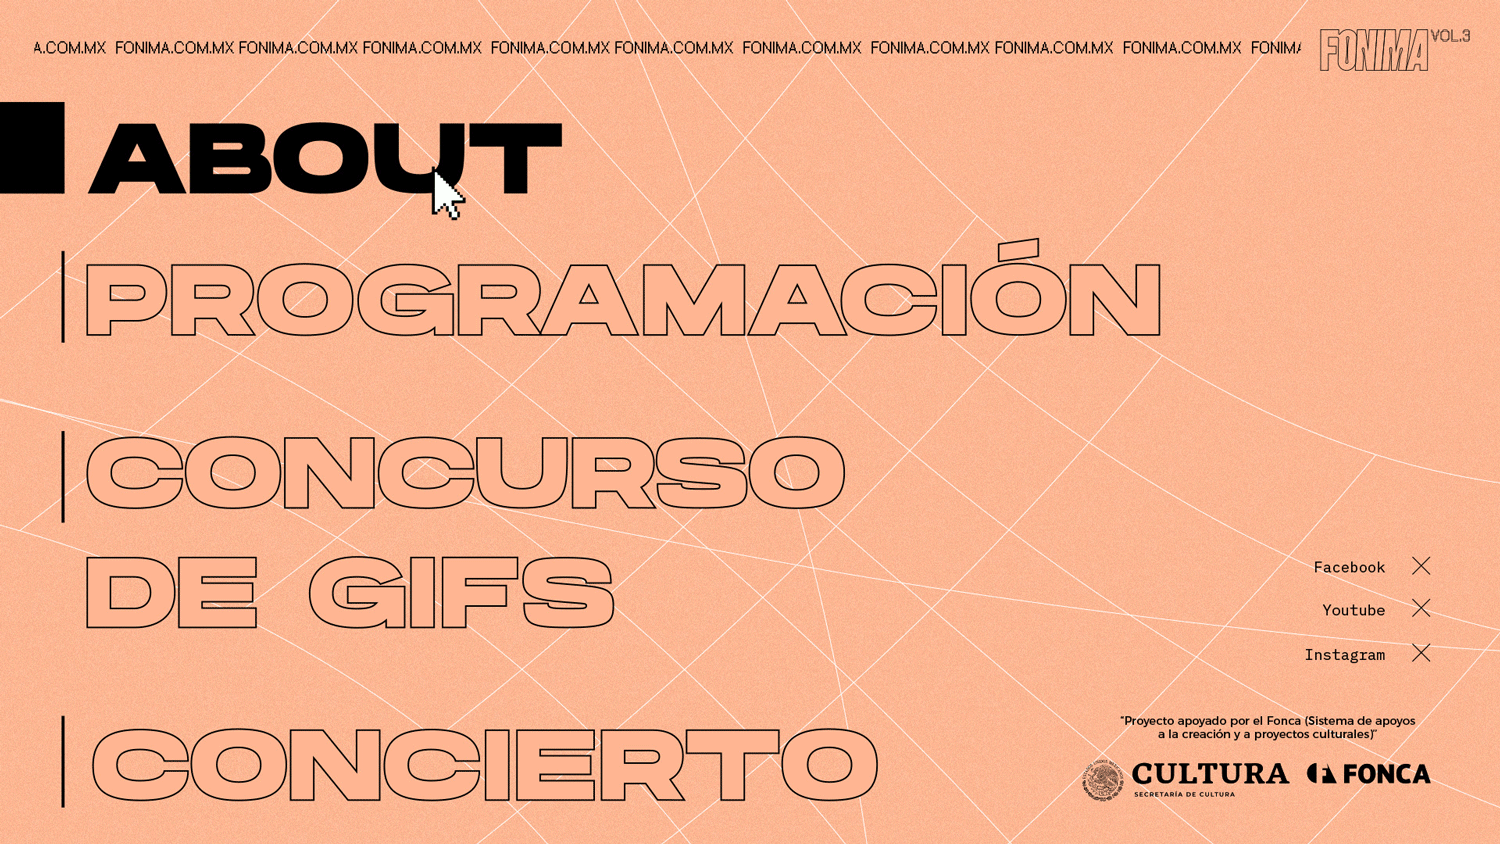 A.COM.MX FONIMA.COM.MX FONIMA.COM.MX FONIMA.COM.MX FONIMA.COM.MX FONIMA.COM.MX FONIMA.COM.MX FONIMA.COM.MX FONIMA.COM.MX FONIMA.COM.MX FONIMA
FONIMA VOL.3
ABOUT
PROGRAMACIÓN
CONCURSO
DE GIFS
CONCIERTO
Facebook
Youtube
Instagram
"Proyecto apoyado por el Fonca (Sistema de apoyos
a la creación y a proyectos culturales)"
CULTURA FONCA
SECRETARÍA DE CULTURA